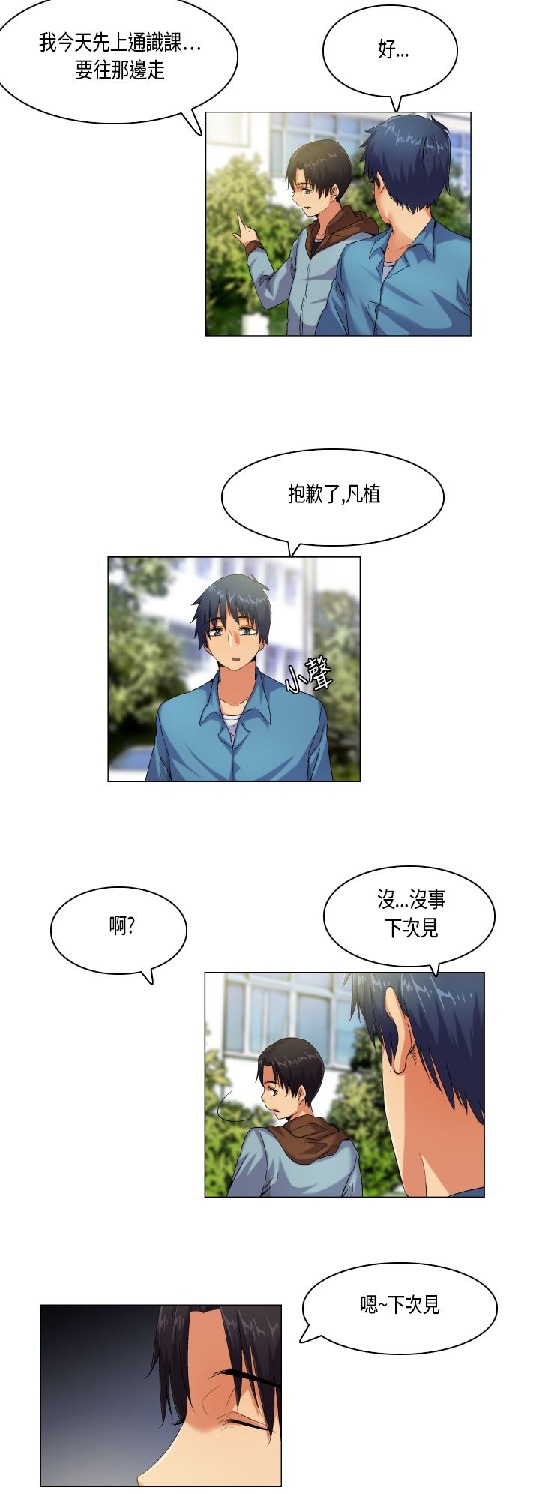 我今天先上通識課...
要往那邊走
好...
抱歉了,凡植
小聲
啊?
沒...沒事
下次見
嗯~下次見